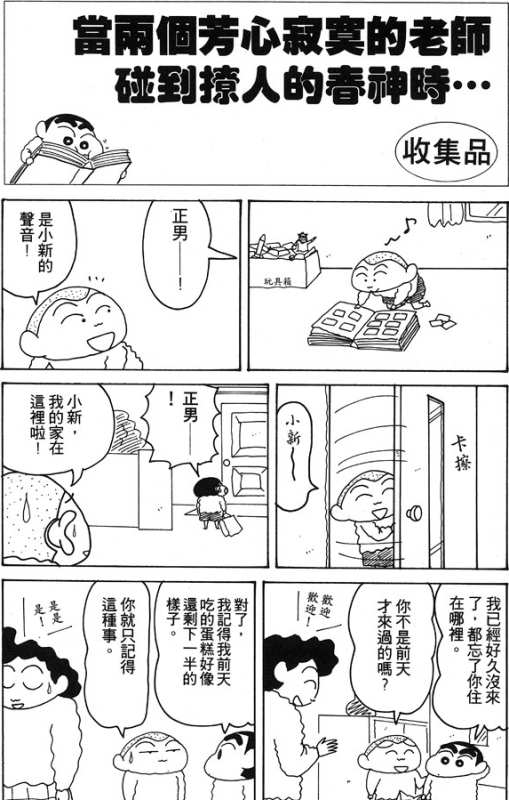 當兩個芳心寂寞的老師
碰到撩人的春神時…
收集品
玩具箱
正男——！
是小新的
聲音！
卡擦
小新～
正男——
！
小新，
我的家在
這裡啦！
我已經好久沒來
了，都忘了你住
在哪裡。
你不是前天
才來過的嗎？
歡迎
歡迎！
對了，
我記得我前天
吃的蛋糕好像
還剩下一半的
樣子。
你就只記得
這種事。
是是
是！